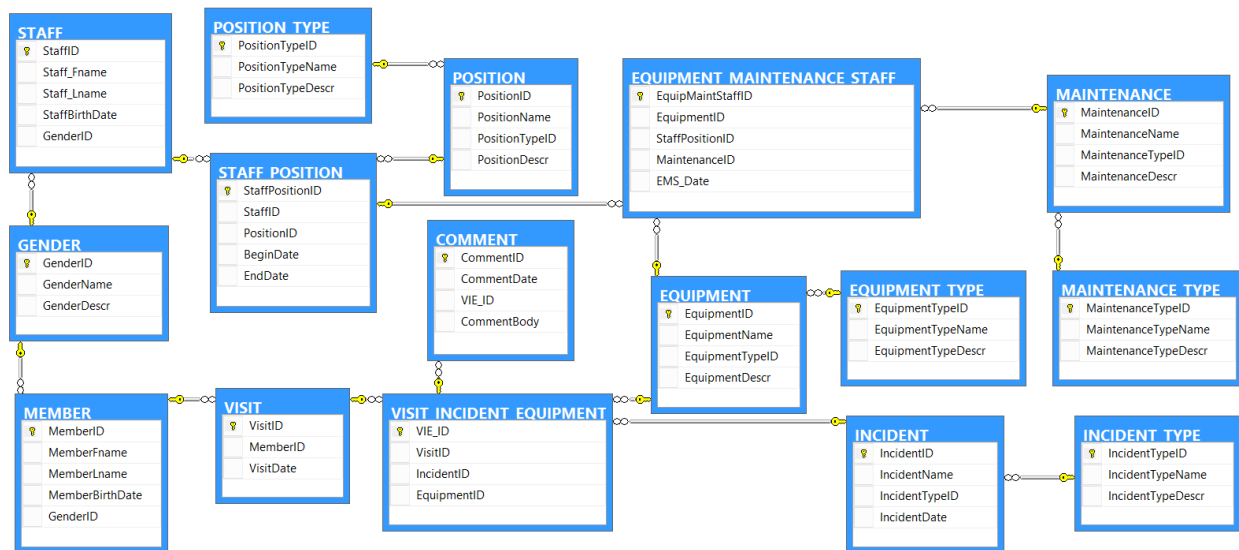 STAFF
StaffID
Staff_Fname
Staff_Lname
StaffBirthDate
GenderID
POSITION_TYPE
PositionTypeID
PositionTypeName
PositionTypeDescr
POSITION
PositionID
PositionName
PositionTypeID
PositionDescr
EQUIPMENT_MAINTENANCE_STAFF
EquipMaintStaffID
EquipmentID
StaffPositionID
MaintenanceID
EMS_Date
MAINTENANCE
MaintenanceID
MaintenanceName
MaintenanceTypeID
MaintenanceDescr
STAFF_POSITION
StaffPositionID
StaffID
PositionID
BeginDate
EndDate
GENDER
GenderID
GenderName
GenderDescr
COMMENT
CommentID
CommentDate
VIE_ID
CommentBody
EQUIPMENT
EquipmentID
EquipmentName
EquipmentTypeID
EquipmentDescr
EQUIPMENT_TYPE
EquipmentTypeID
EquipmentTypeName
EquipmentTypeDescr
MAINTENANCE_TYPE
MaintenanceTypeID
MaintenanceTypeName
MaintenanceTypeDescr
MEMBER
MemberID
MemberFname
MemberLname
MemberBirthDate
GenderID
VISIT
VisitID
MemberID
VisitDate
VISIT_INCIDENT_EQUIPMENT
VIE_ID
VisitID
IncidentID
EquipmentID
INCIDENT
IncidentID
IncidentName
IncidentTypeID
IncidentDate
INCIDENT_TYPE
IncidentTypeID
IncidentTypeName
IncidentTypeDescr